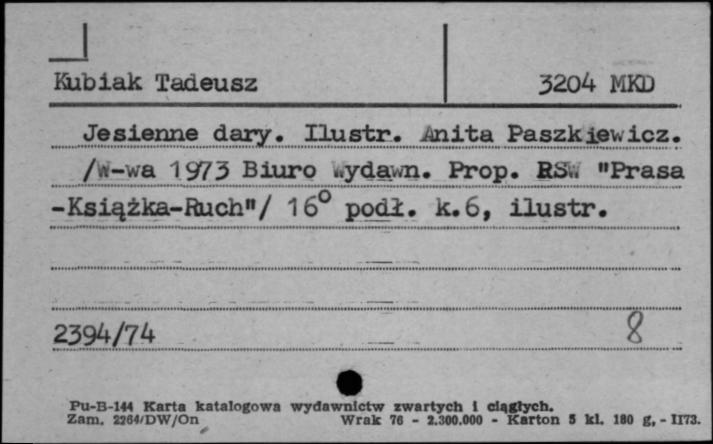 Kubiak Tadeusz 3204 MKD
Jesienne dary. Ilustr. Anita Paszkiewicz.
/W-wa 1973 Biuro Wydawn. Prop. RSW "Prasa
-Książka-Ruch"/ 16° podł. k.6, ilustr.
2394/74 8
Pu-B-144 Karta katalogowa wydawnictw zwartych i ciągłych.
Zam. 2264/DW/On Wrak 76 - 2.300.000 - Karton 5 kl. 180 g, - II73.